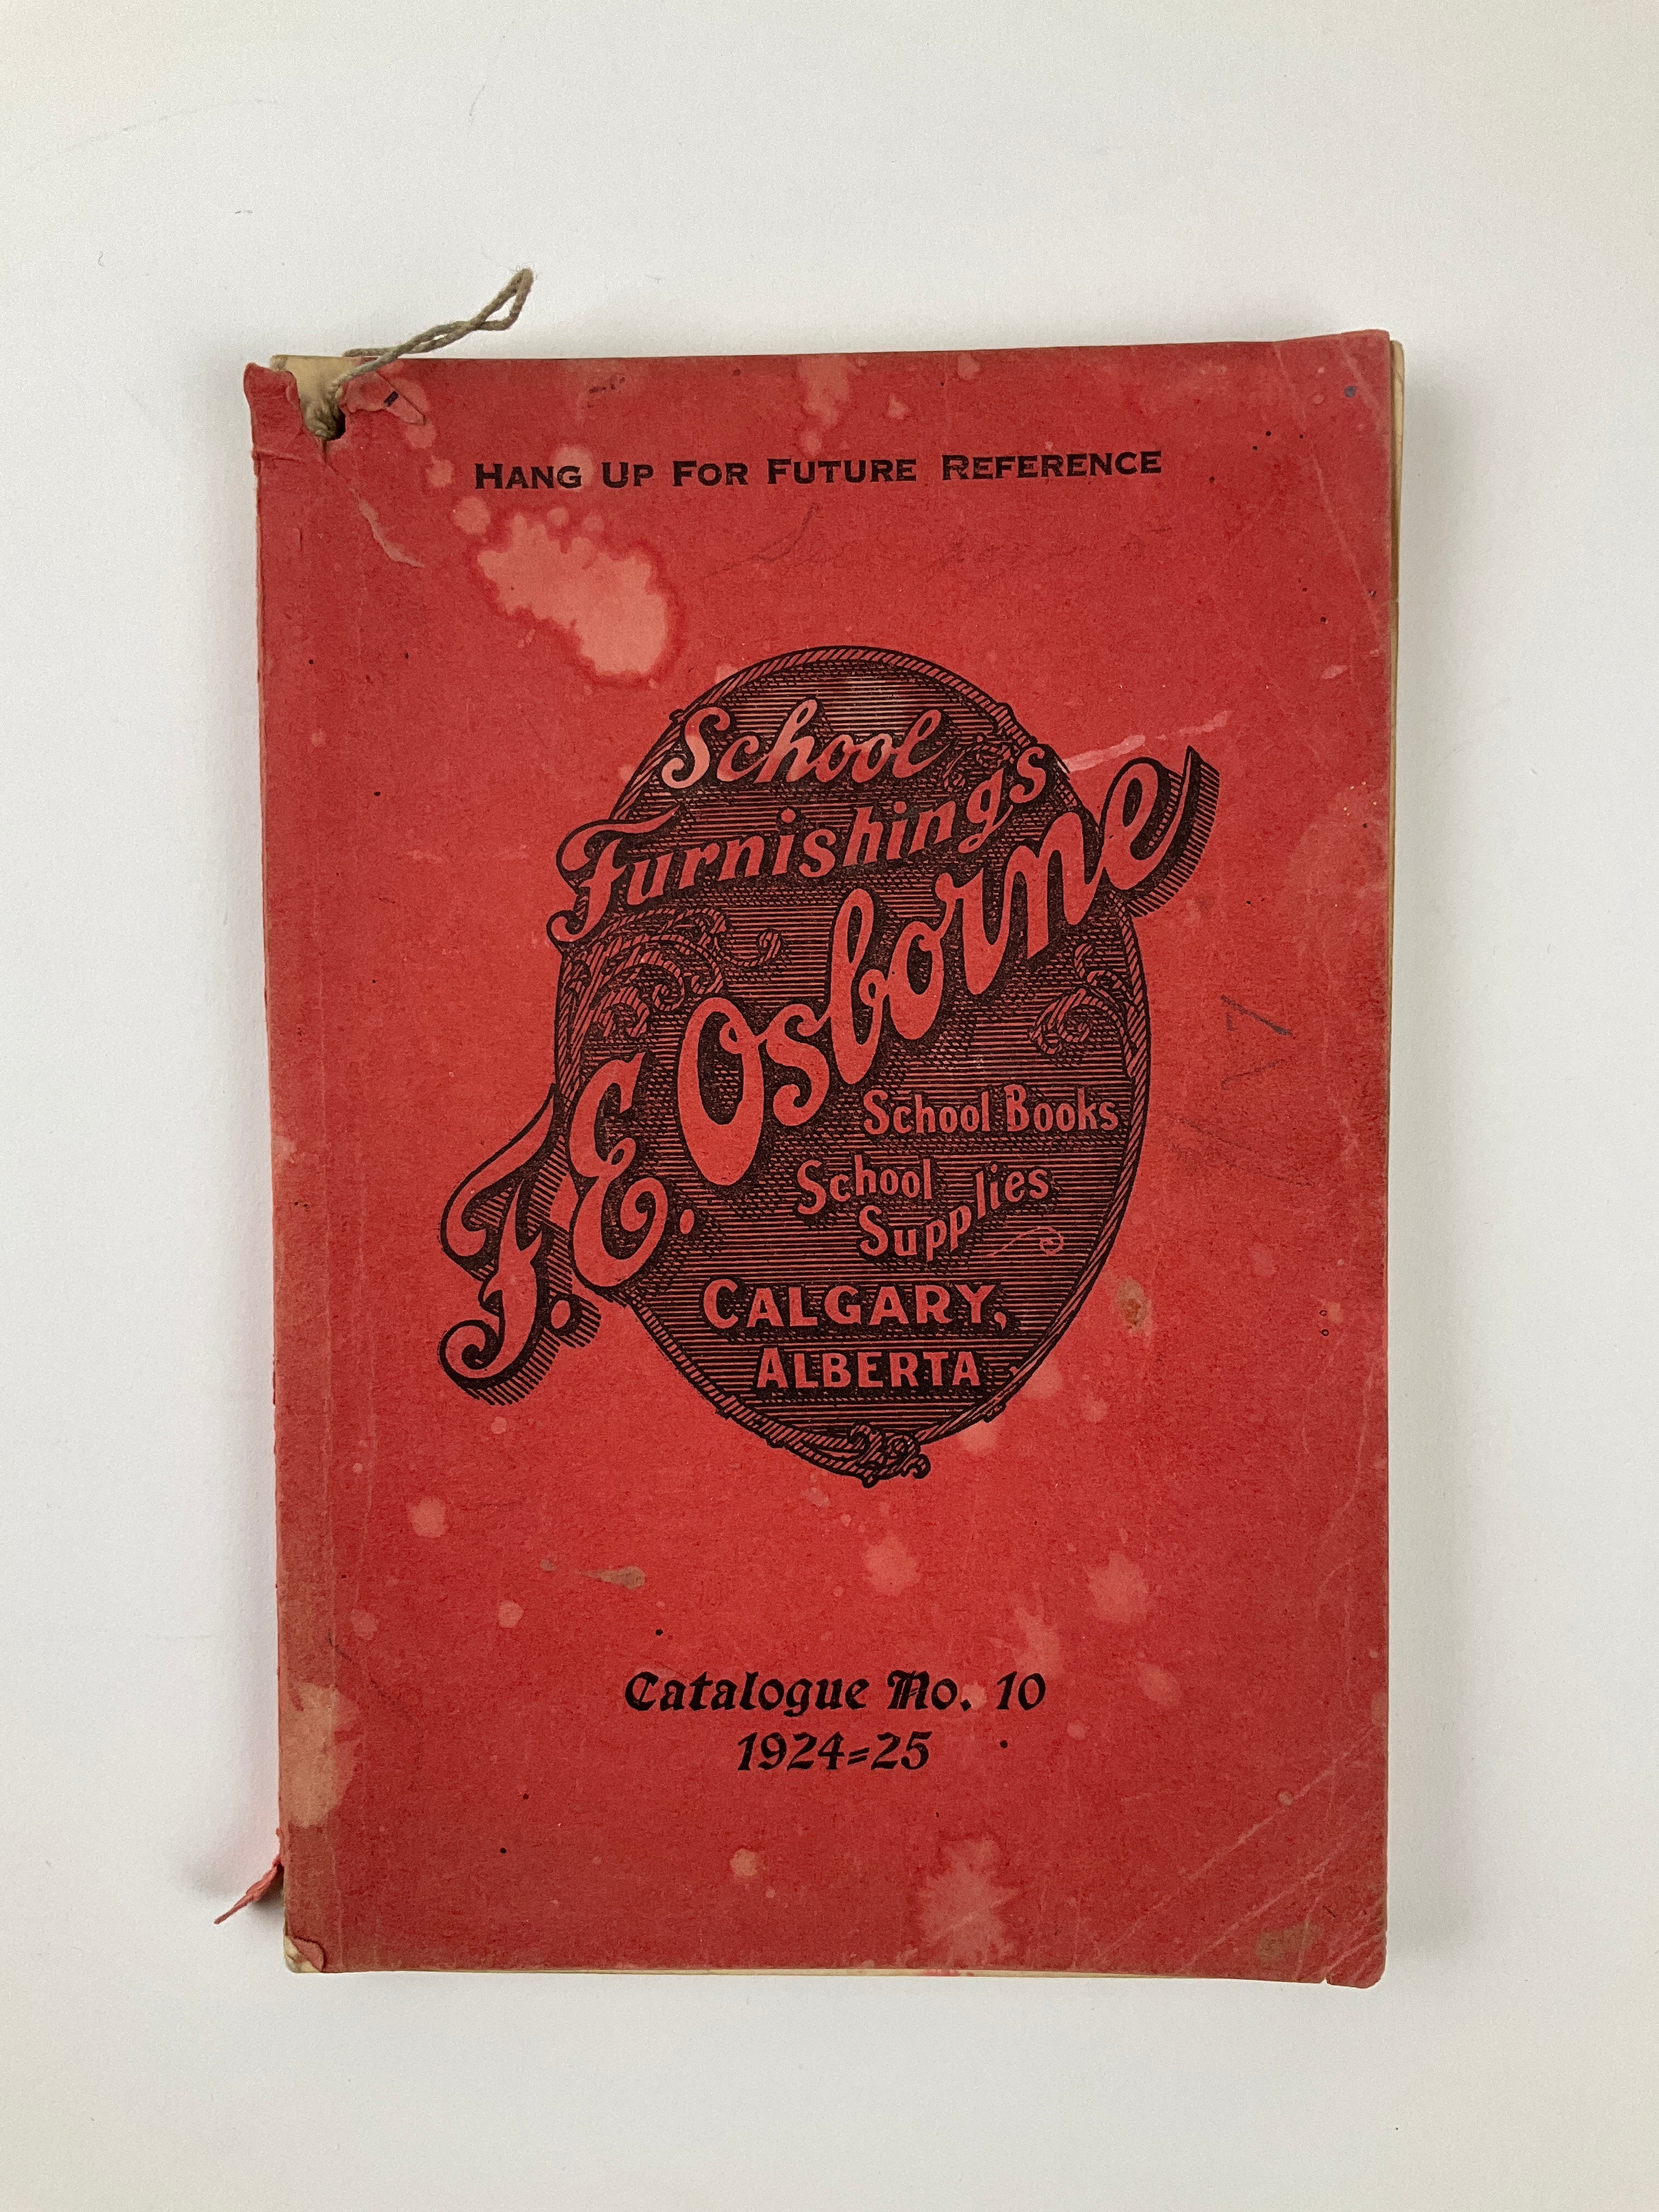 HANG UP FOR FUTURE REFERENCE
School
Furnishings
F.E. Osborne
School Books
School
Supplies
CALGARY,
ALBERTA
Catalogue No. 10
1924=25